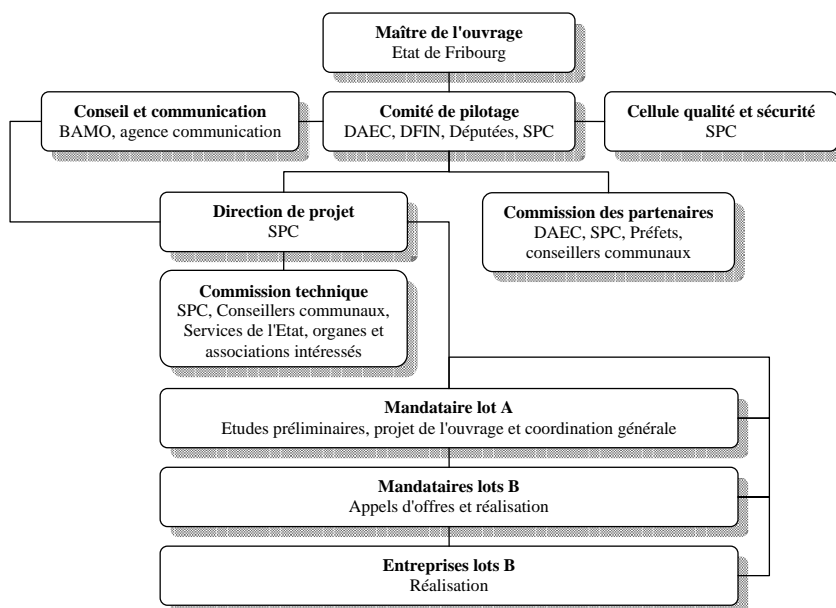 Maître de l'ouvrage
Etat de Fribourg
Conseil et communication
BAMO, agence communication
Comité de pilotage
DAEC, DFIN, Députées, SPC
Cellule qualité et sécurité
SPC
Direction de projet
SPC
Commission des partenaires
DAEC, SPC, Préfets,
conseillers communaux
Commission technique
SPC, Conseillers communaux,
Services de l'Etat, organes et
associations intéressés
Mandataire lot A
Etudes préliminaires, projet de l'ouvrage et coordination générale
Mandataires lots B
Appels d'offres et réalisation
Entreprises lots B
Réalisation